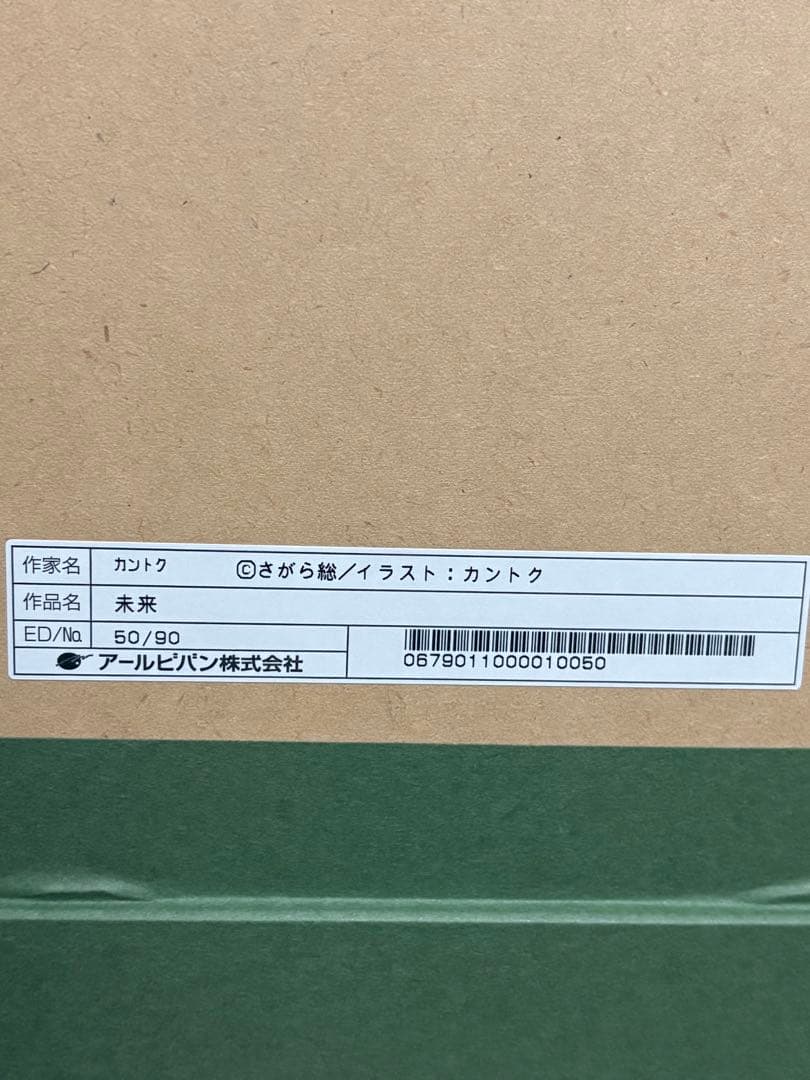 作家名 カントク ©さがら総/イラスト:カントク
作品名 未来
ED/No. 50/90
アールビバン株式会社 0679011000010050